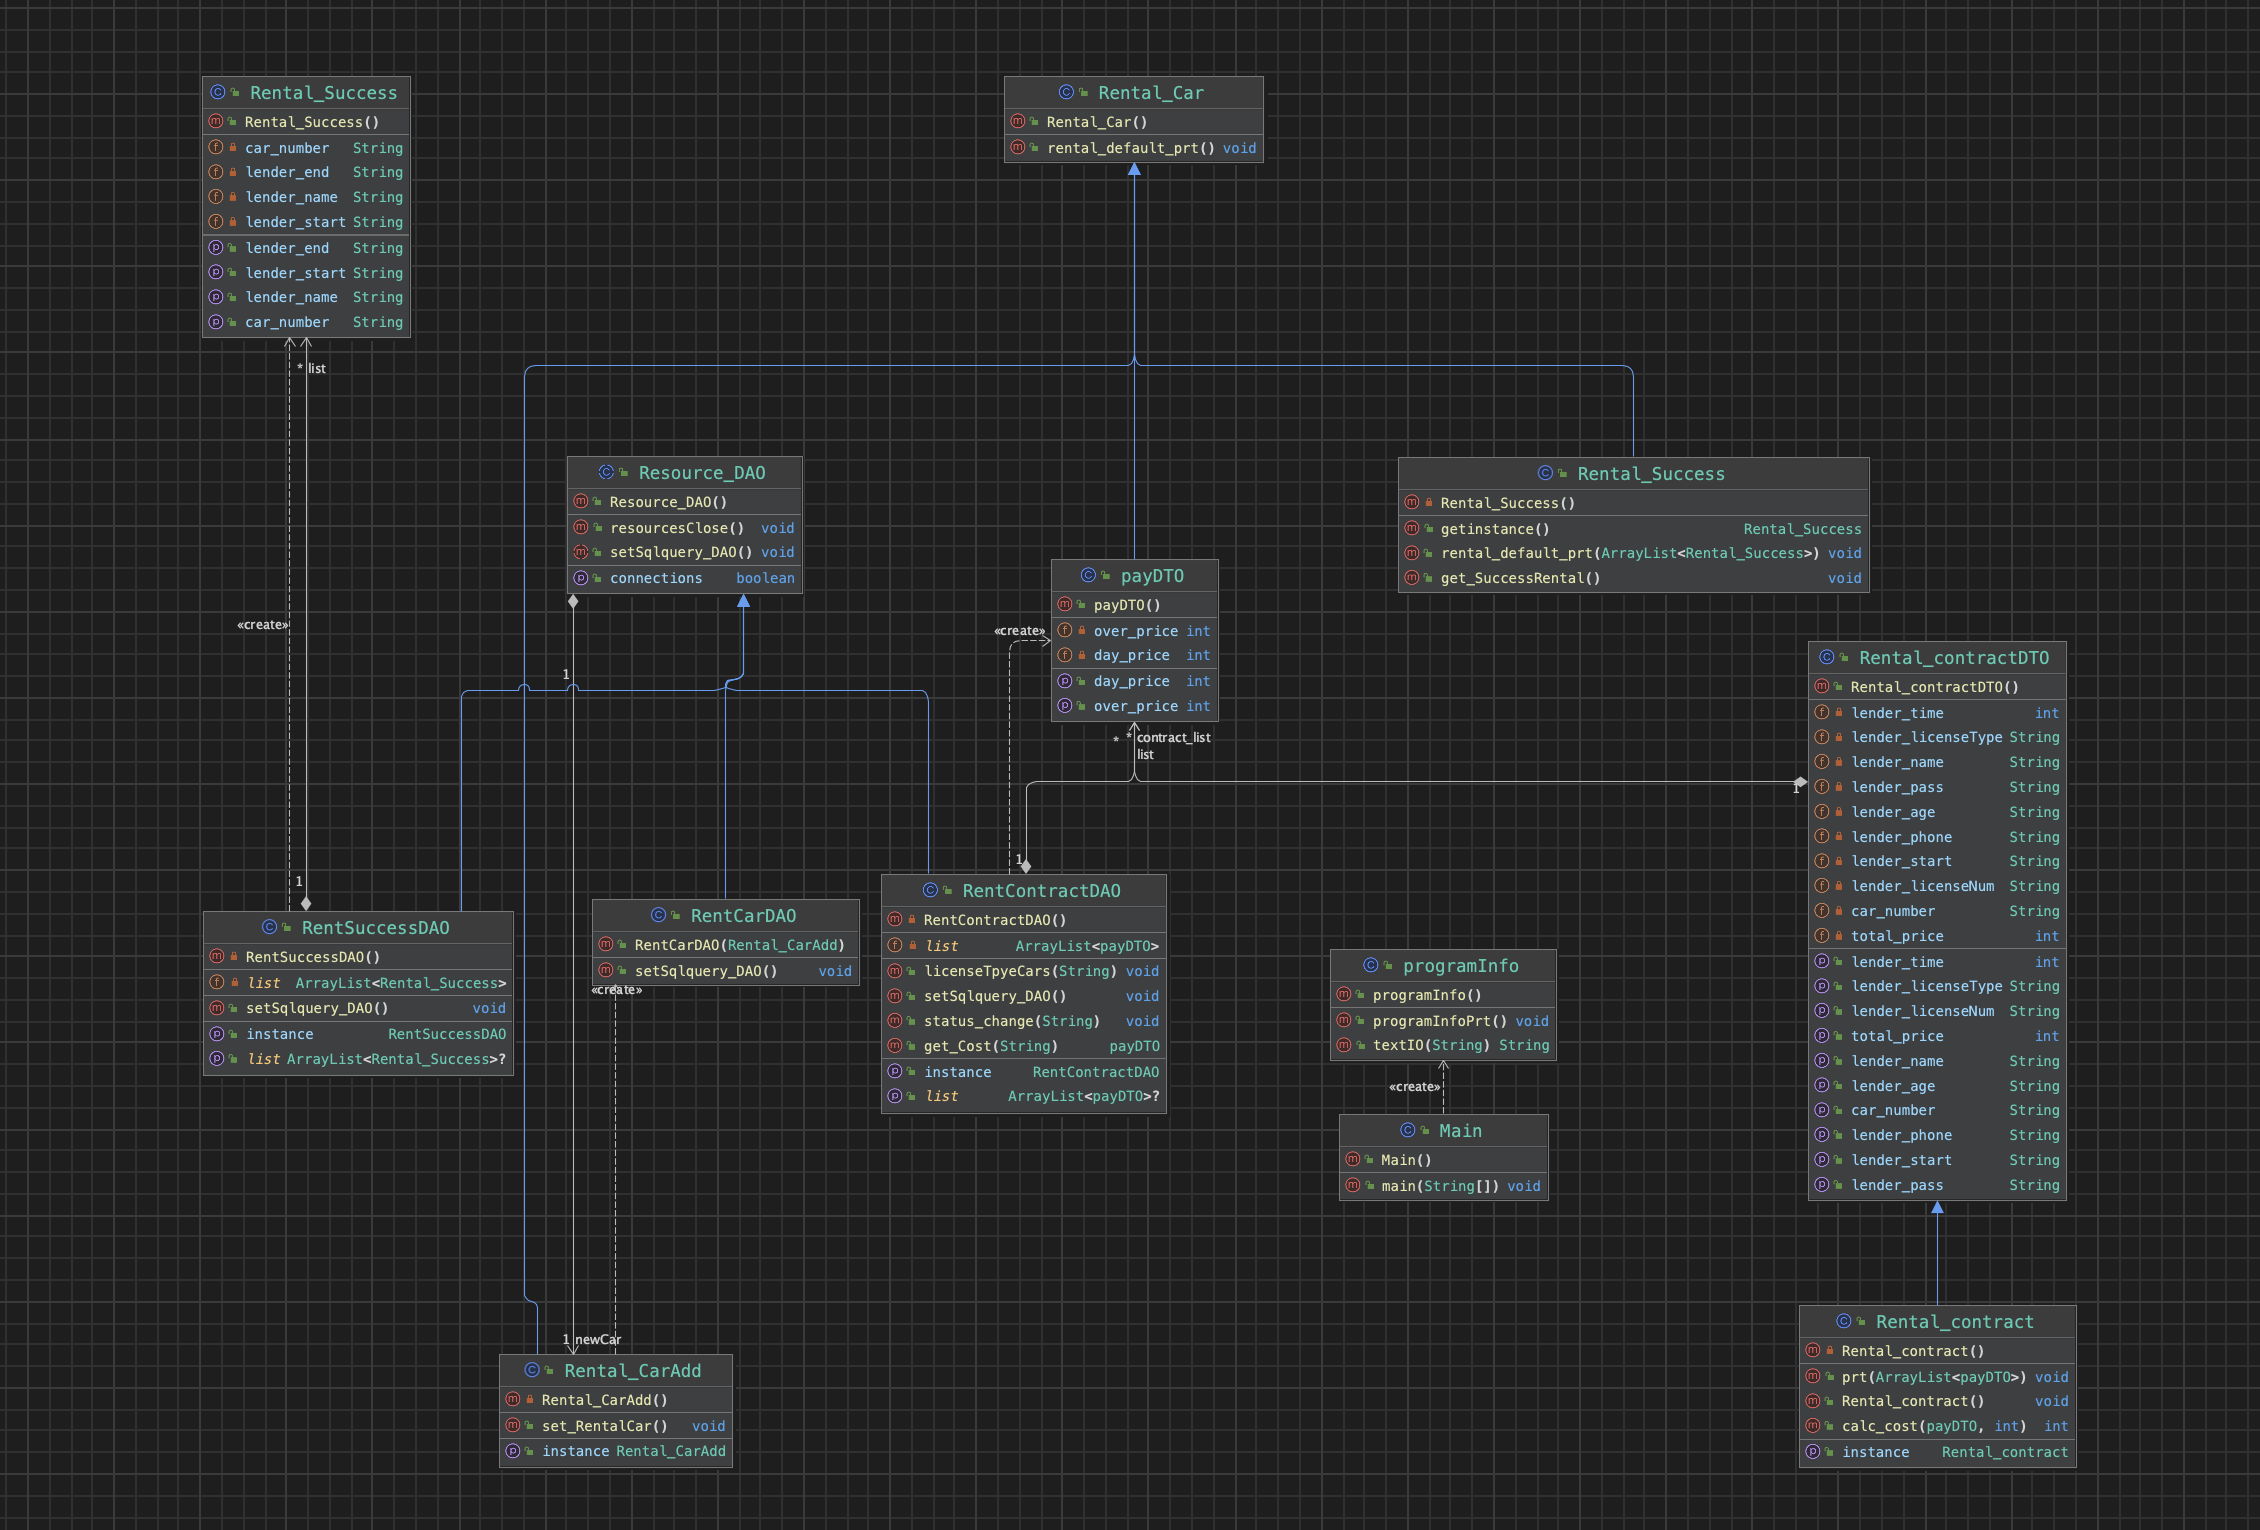 Rental_Success
Rental_Success()
car_number String
lender_end String
lender_name String
lender_start String
lender_end String
lender_start String
lender_name String
car_number String
* list
«create»
1
Rental_Car
Rental_Car()
rental_default_prt() void
Resource_DAO
Resource_DAO()
resourcesClose() void
setSqlquery_DAO() void
connections boolean
1
Rental_Success
Rental_Success()
getinstance() Rental_Success
rental_default_prt(ArrayList<Rental_Success>) void
get_SuccessRental() void
payDTO
payDTO()
over_price int
day_price int
day_price int
over_price int
«create»
* * contract_list
list
1
1
Rental_contractDTO
Rental_contractDTO()
lender_time int
lender_licenseType String
lender_name String
lender_pass String
lender_age String
lender_phone String
lender_start String
lender_licenseNum String
car_number String
total_price int
lender_time int
lender_licenseType String
lender_licenseNum String
total_price int
lender_name String
lender_age String
car_number String
lender_phone String
lender_start String
lender_pass String
RentSuccessDAO
RentSuccessDAO()
list ArrayList<Rental_Success>
setSqlquery_DAO() void
instance RentSuccessDAO
list ArrayList<Rental_Success>?
RentCarDAO
RentCarDAO(Rental_CarAdd)
setSqlquery_DAO() void
«create»
RentContractDAO
RentContractDAO()
list ArrayList<payDTO>
licenseTpyeCars(String) void
setSqlquery_DAO() void
status_change(String) void
get_Cost(String) payDTO
instance RentContractDAO
list ArrayList<payDTO>?
programInfo
programInfo()
programInfoPrt() void
textIO(String) String
«create»
Main
Main()
main(String[]) void
1 newCar
Rental_CarAdd
Rental_CarAdd()
set_RentalCar() void
instance Rental_CarAdd
Rental_contract
Rental_contract()
prt(ArrayList<payDTO>) void
Rental_contract() void
calc_cost(payDTO, int) int
instance Rental_contract